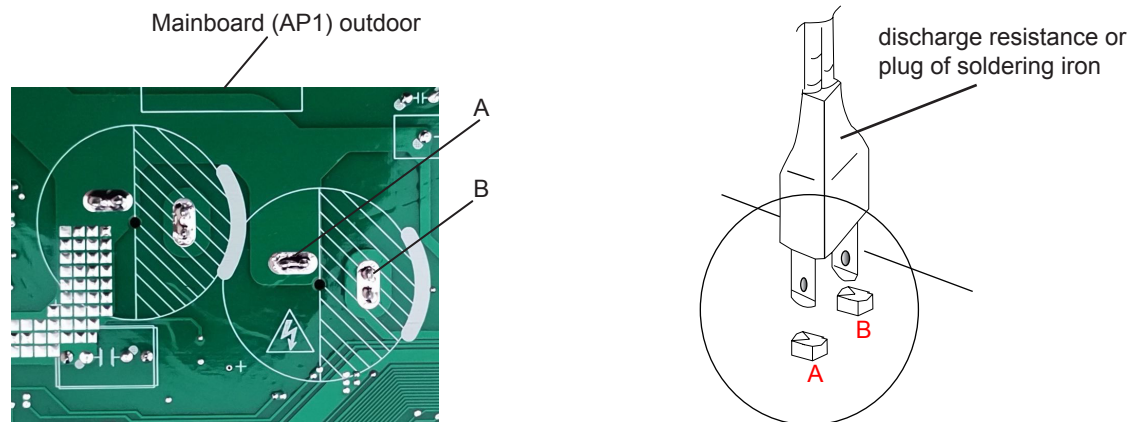 Mainboard (AP1) outdoor
A
B
discharge resistance or
plug of soldering iron
B
A